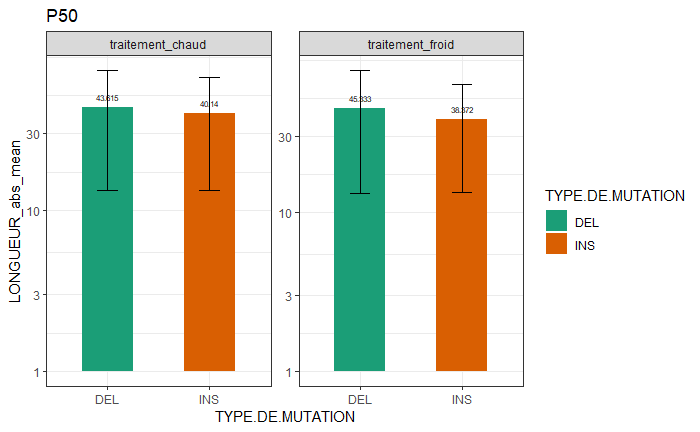 P50
traitement_chaud
traitement_froid
43.615
40.14
45.333
38.372
30
10
3
1
30
10
3
1
LONGUEUR_abs_mean
DEL
INS
DEL
INS
TYPE.DE.MUTATION
TYPE.DE.MUTATION
DEL
INS